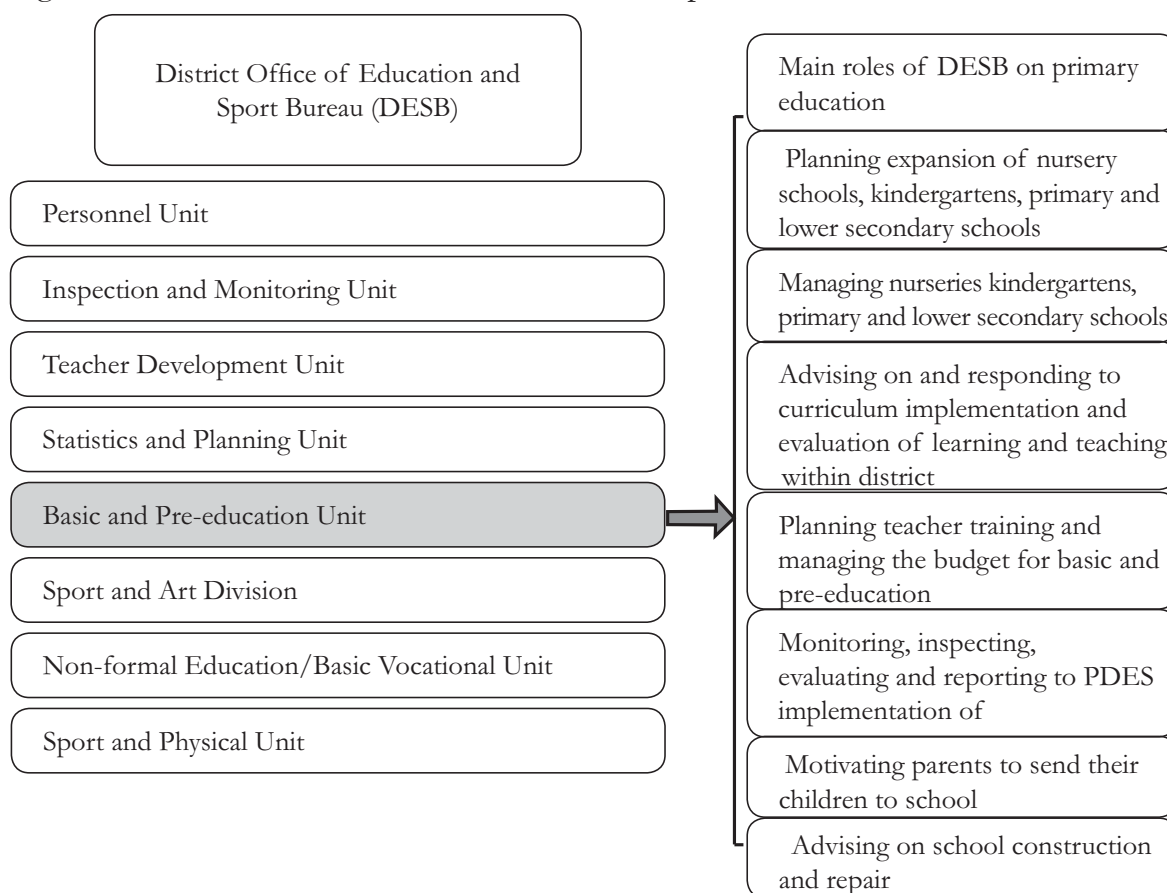 District Office of Education and
Sport Bureau (DESB)
Personnel Unit
Inspection and Monitoring Unit
Teacher Development Unit
Statistics and Planning Unit
Basic and Pre-education Unit
Sport and Art Division
Non-formal Education/Basic Vocational Unit
Sport and Physical Unit
Main roles of DESB on primary
education
Planning expansion of nursery
schools, kindergartens, primary and
lower secondary schools
Managing nurseries kindergartens,
primary and lower secondary schools
Advising on and responding to
curriculum implementation and
evaluation of learning and teaching
within district
Planning teacher training and
managing the budget for basic and
pre-education
Monitoring, inspecting,
evaluating and reporting to PDES
implementation of
Motivating parents to send their
children to school
Advising on school construction
and repair